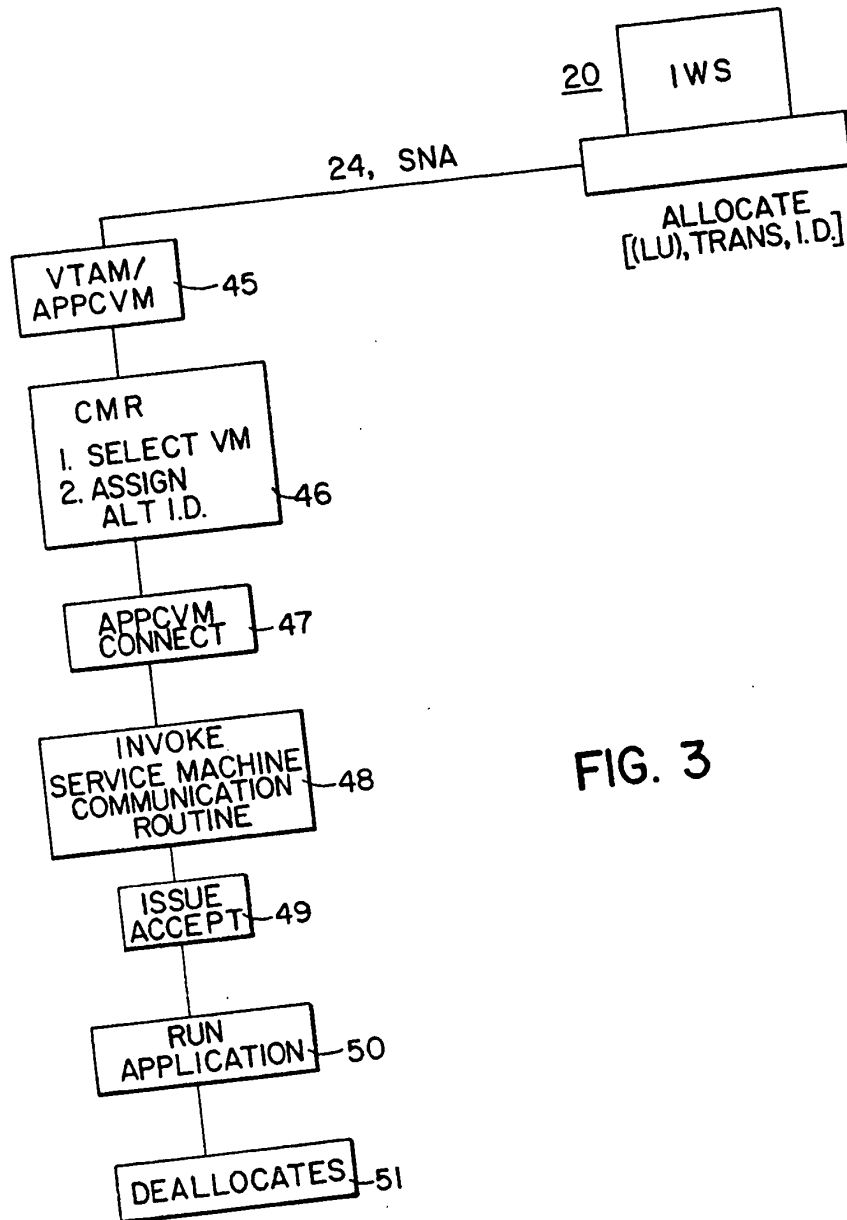 20
IWS
24, SNA
ALLOCATE
[(LU), TRANS, I.D.]
VTAM/
APPCVM
45
CMR
1. SELECT VM
2. ASSIGN
ALT I.D.
46
APPCVM
CONNECT
47
INVOKE
SERVICE MACHINE
COMMUNICATION
ROUTINE
48
FIG. 3
ISSUE
ACCEPT
49
RUN
APPLICATION
50
DEALLOCATES
51